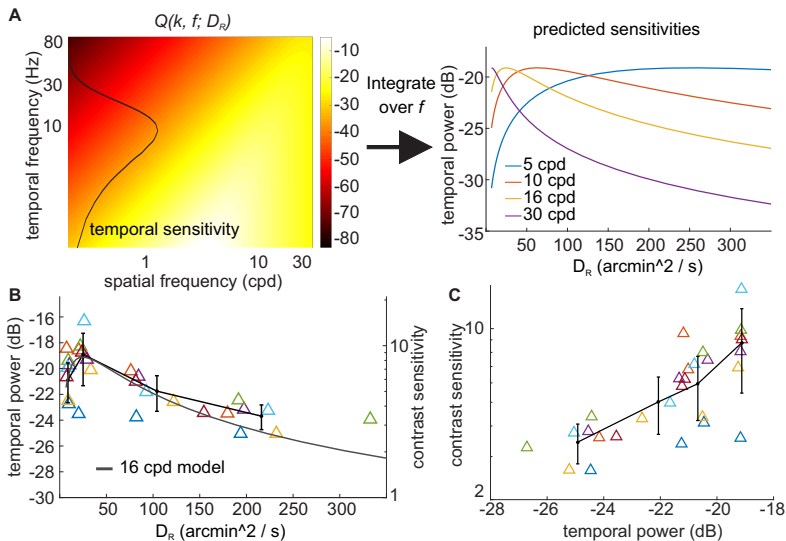 A
Q(k, f; D_R)
80
30
10
temporal frequency (Hz)
temporal sensitivity
1
10
30
spatial frequency (cpd)
-10
-20
-30
-40
-50
-60
-70
-80
Integrate
over f
predicted sensitivities
-20
-25
-30
-35
temporal power (dB)
5 cpd
10 cpd
16 cpd
30 cpd
0 50 100 150 200 250 300
D_R (arcmin^2 / s)
B
-16
-18
-20
-22
-24
-26
-28
-30
temporal power (dB)
16 cpd model
10
1
contrast sensitivity
0 50 100 150 200 250 300 350
D_R (arcmin^2 / s)
C
10
2
contrast sensitivity
-28 -26 -24 -22 -20 -18
temporal power (dB)